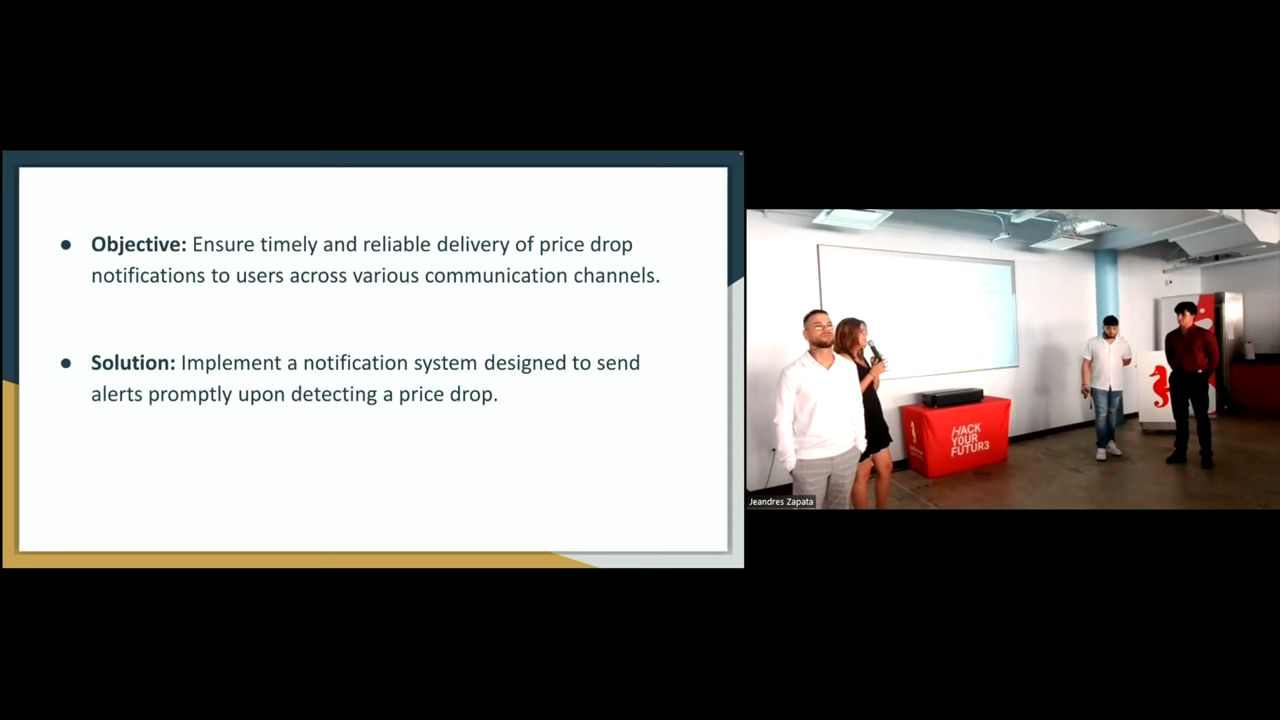 ● Objective: Ensure timely and reliable delivery of price drop
notifications to users across various communication channels.
● Solution: Implement a notification system designed to send
alerts promptly upon detecting a price drop.
HACK
YOUR
FUTUR3
Jeandres Zapata